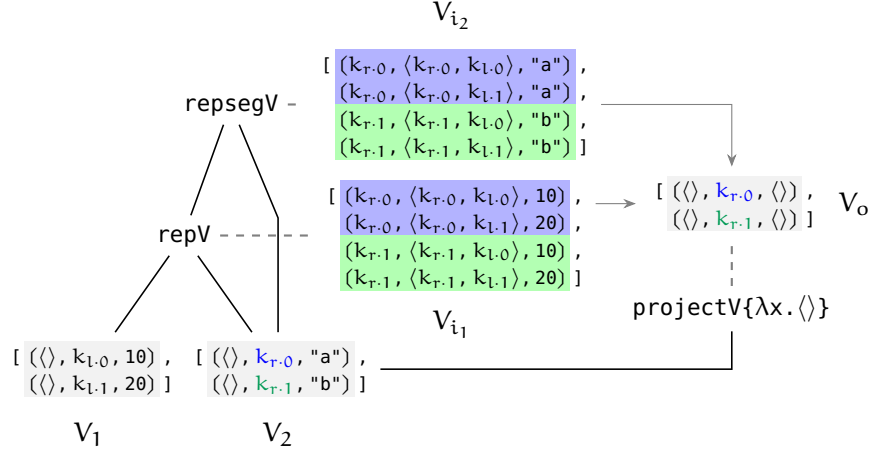 V_{i_2}
[ (k_{r·0}, ⟨k_{r·0}, k_{l·0}⟩, "a") ,
(k_{r·0}, ⟨k_{r·0}, k_{l·1}⟩, "a") ,
(k_{r·1}, ⟨k_{r·1}, k_{l·0}⟩, "b") ,
(k_{r·1}, ⟨k_{r·1}, k_{l·1}⟩, "b") ]
repsegV
[ (k_{r·0}, ⟨k_{r·0}, k_{l·0}⟩, 10) ,
(k_{r·0}, ⟨k_{r·0}, k_{l·1}⟩, 20) ,
(k_{r·1}, ⟨k_{r·1}, k_{l·0}⟩, 10) ,
(k_{r·1}, ⟨k_{r·1}, k_{l·1}⟩, 20) ]
[ (⟨⟩, k_{r·0}, ⟨⟩) ,
(⟨⟩, k_{r·1}, ⟨⟩) ]
V_o
repV
V_{i_1}
projectV{λx.⟨⟩}
[ (⟨⟩, k_{l·0}, 10) ,
(⟨⟩, k_{l·1}, 20) ]
[ (⟨⟩, k_{r·0}, "a") ,
(⟨⟩, k_{r·1}, "b") ]
V_1
V_2